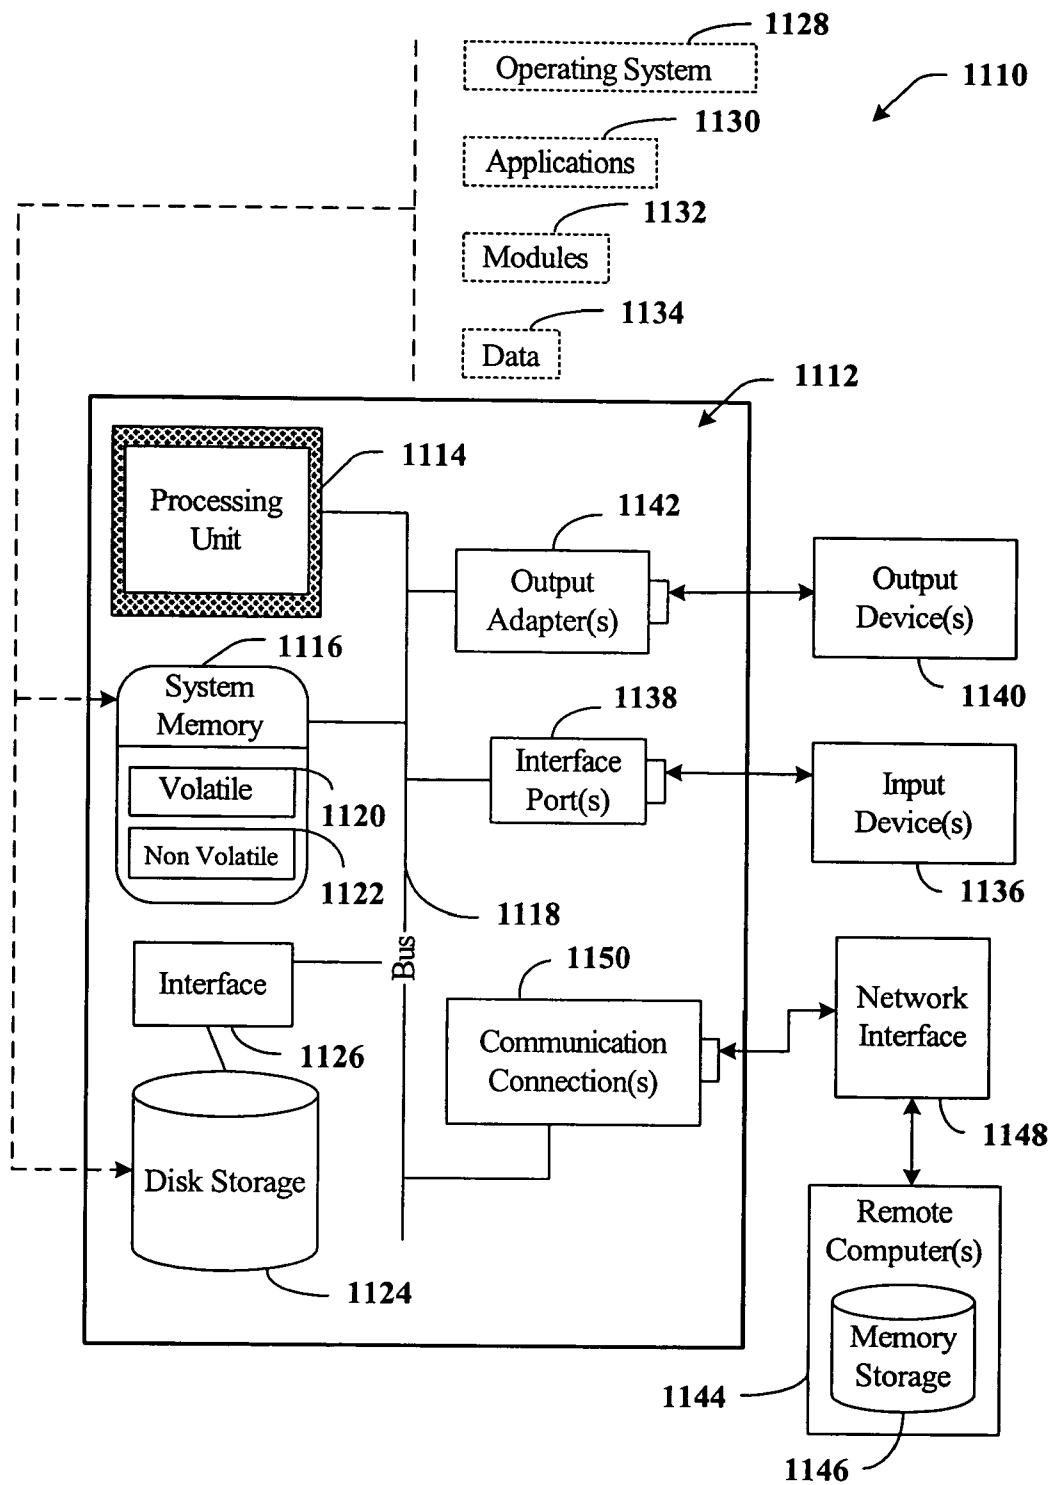 1128
Operating System
1110
1130
Applications
1132
Modules
1134
Data
1112
1114
Processing
Unit
1142
Output
Adapter(s)
Output
Device(s)
1140
1116
System
Memory
Volatile
1120
Non Volatile
1122
1138
Interface
Port(s)
Input
Device(s)
1136
1118
Bus
Interface
1126
1150
Communication
Connection(s)
Network
Interface
1148
Disk Storage
1124
Remote
Computer(s)
Memory
Storage
1144
1146